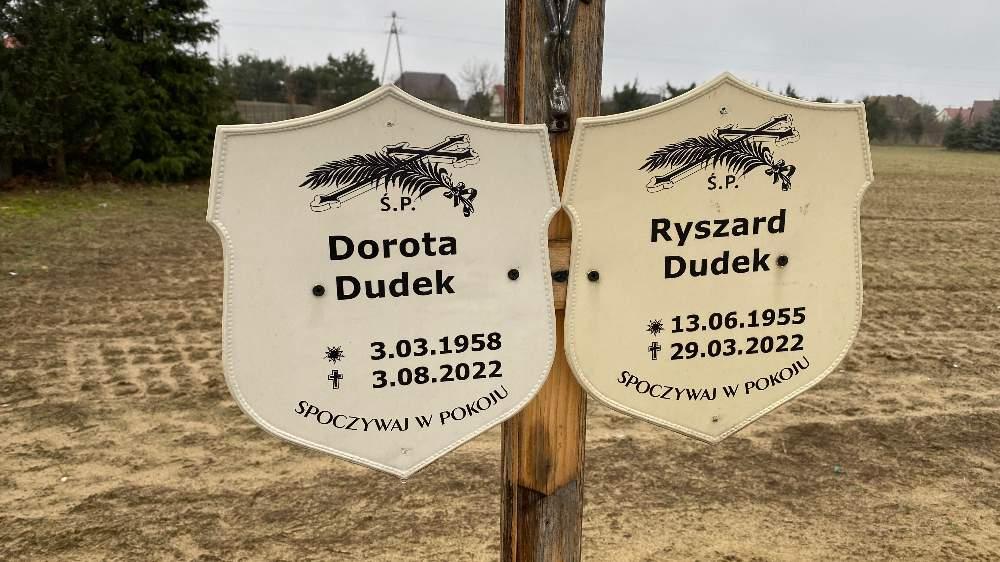 Ś.P.
Dorota
Dudek
3.03.1958
3.08.2022
SPOCZYWAJ W POKOJU
Ś.P.
Ryszard
Dudek
13.06.1955
29.03.2022
SPOCZYWAJ W POKOJU